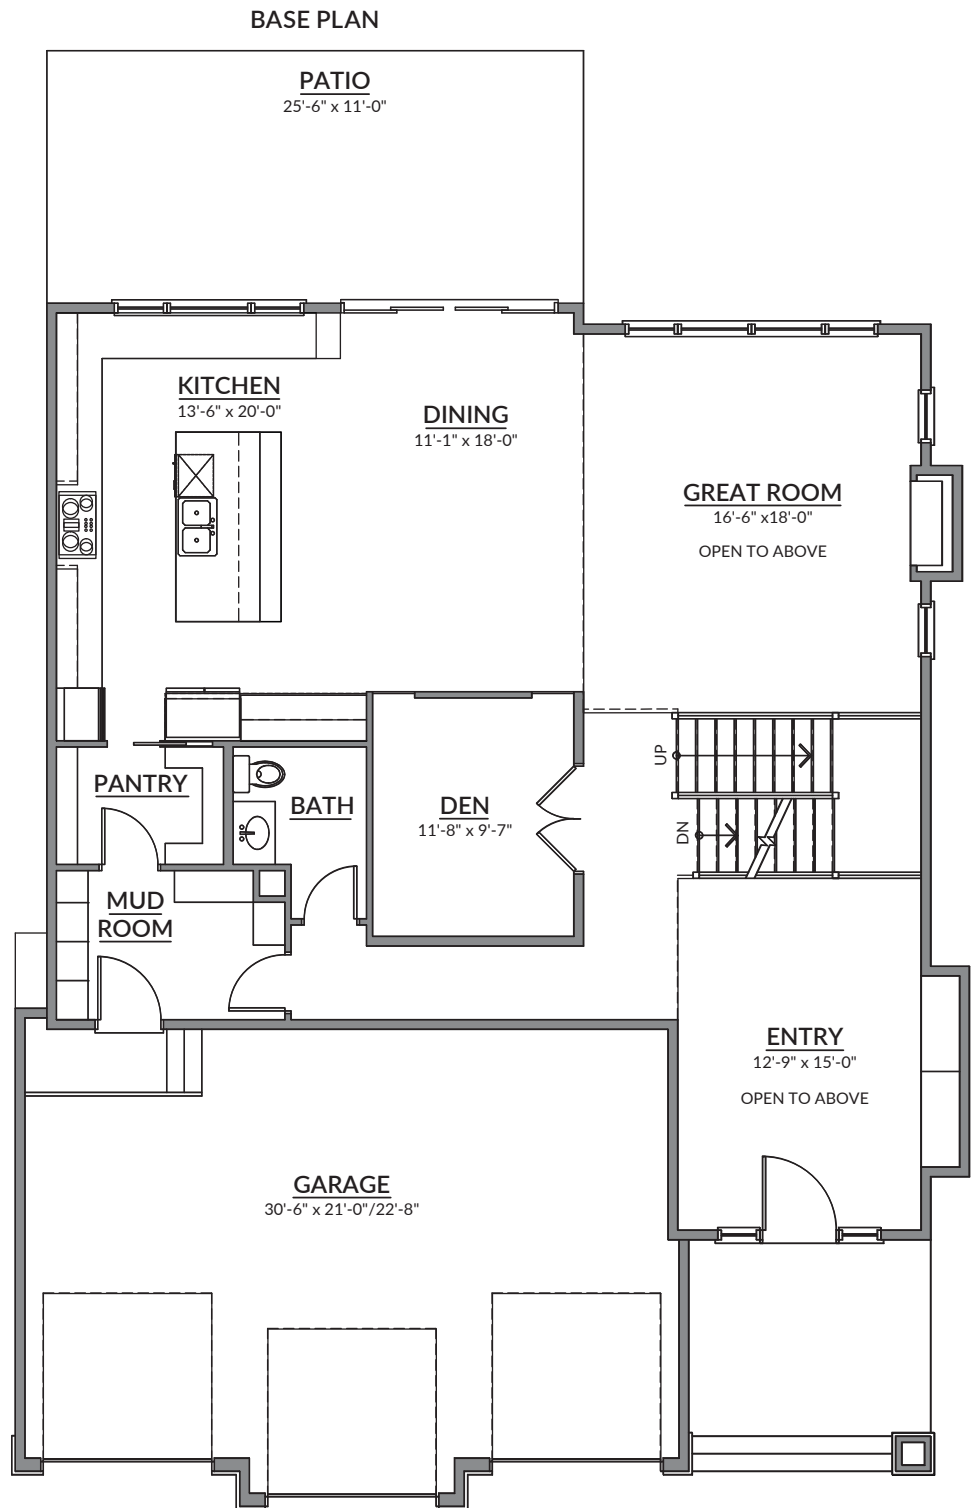 BASE PLAN
PATIO
25'-6" x 11'-0"
KITCHEN
13'-6" x 20'-0"
DINING
11'-1" x 18'-0"
GREAT ROOM
16'-6" x18'-0"
OPEN TO ABOVE
UP
PANTRY
BATH
DEN
11'-8" x 9'-7"
DN
MUD
ROOM
ENTRY
12'-9" x 15'-0"
OPEN TO ABOVE
GARAGE
30'-6" x 21'-0"/22'-8"